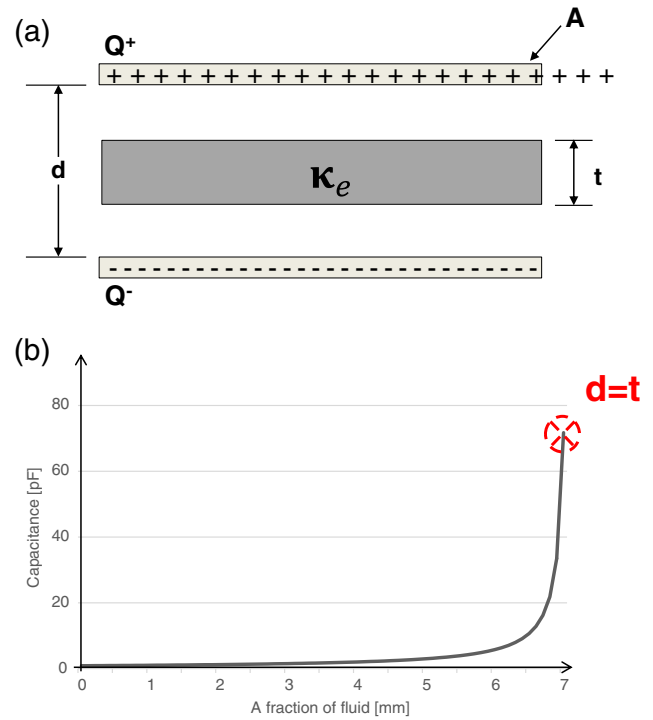 (a)
A
Q⁺
+ + + + + + + + + + + + + + + + + + + + + + +
d
κₑ
t
- - - - - - - - - - - - - - - - - - - - - - - - - -
Q⁻
(b)
d=t
80
60
40
20
0
Capacitance [pF]
0 1 2 3 4 5 6 7
A fraction of fluid [mm]